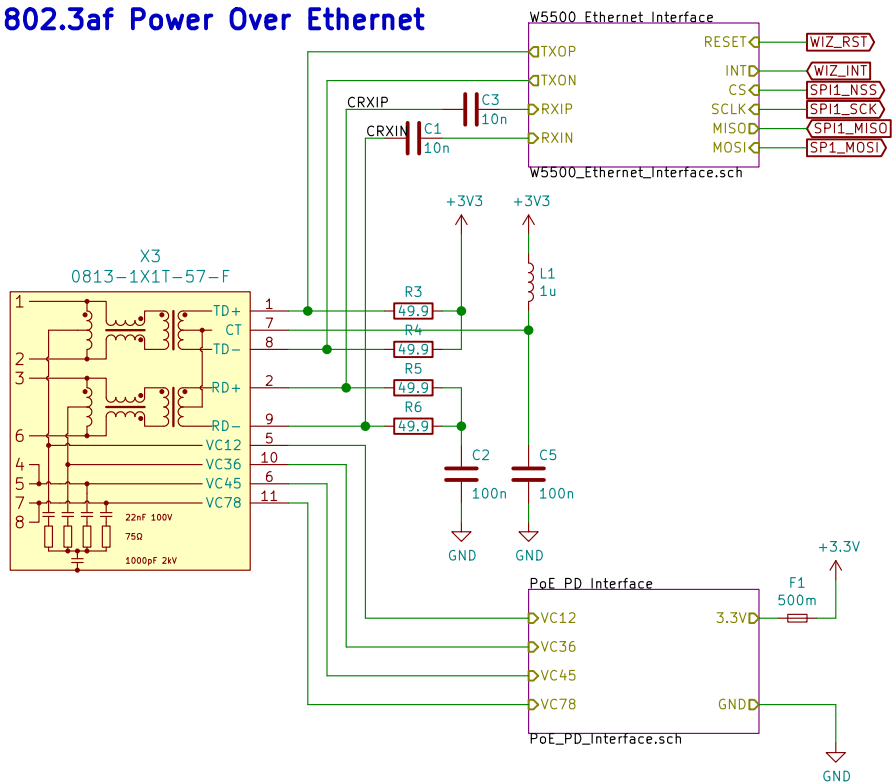 802.3af Power Over Ethernet
W5500 Ethernet Interface
TXOP
RESET
WIZ_RST
TXON
INT
WIZ_INT
CS
SPI1_NSS
CRXIP
C3
10n
RXIP
SCLK
SPI1_SCK
CRXIN
C1
10n
RXIN
MISO
SPI1_MISO
MOSI
SP1_MOSI
W5500_Ethernet_Interface.sch
+3V3
+3V3
X3
0813-1X1T-57-F
L1
1u
1
TD+
1
R3
49.9
CT
7
R4
2
TD-
8
49.9
3
R5
RD+
2
49.9
R6
6
RD-
9
49.9
VC12
5
4
VC36
10
C2
100n
C5
100n
5
VC45
6
7
VC78
11
8
22nF 100V
75Ω
1000pF 2kV
GND
GND
+3.3V
PoE PD Interface
F1
500m
VC12
3.3V
VC36
VC45
VC78
GND
PoE_PD_Interface.sch
GND